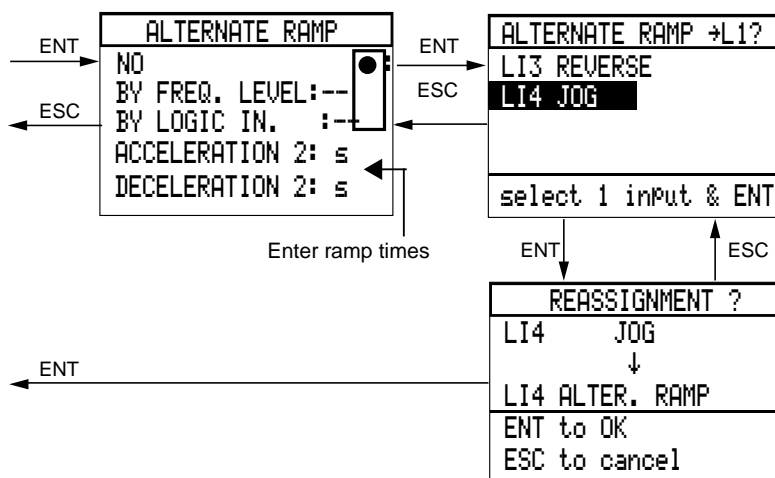 ENT
ESC
ALTERNATE RAMP
NO :
BY FREQ. LEVEL:--
BY LOGIC IN. :--
ACCELERATION 2: s
DECELERATION 2: s
Enter ramp times
ENT
ESC
ALTERNATE RAMP →L1?
LI3 REVERSE
LI4 JOG
select 1 input & ENT
ENT
ESC
REASSIGNMENT ?
LI4 JOG
↓
LI4 ALTER. RAMP
ENT to OK
ESC to cancel
ENT